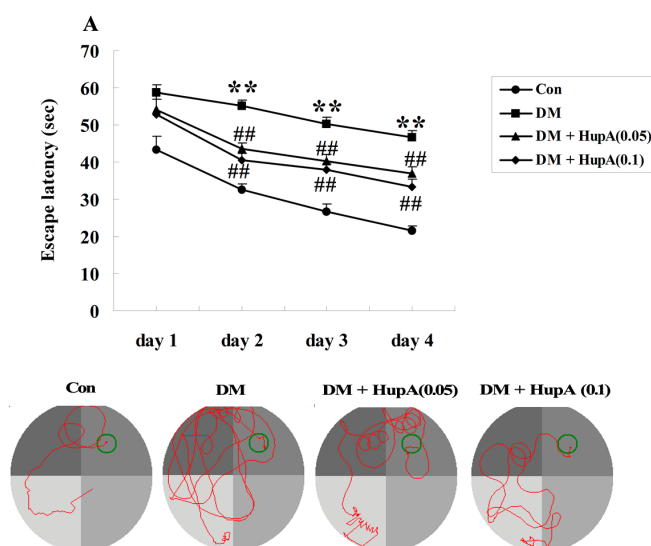 A
Escape latency (sec)
70
60
50
40
30
20
10
0
** ** **
## ## ##
## ## ##
day 1 day 2 day 3 day 4
Con
DM
DM + HupA(0.05)
DM + HupA(0.1)
Con DM DM + HupA(0.05) DM + HupA (0.1)